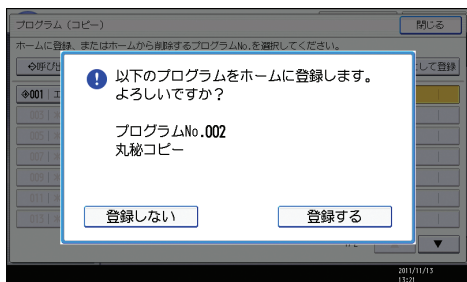 プログラム（コピー）
閉じる
ホームに登録、またはホームから削除するプログラムNo.を選択してください。
呼び出
して登録
001 エ
以下のプログラムをホームに登録します。
よろしいですか？
プログラムNo.002
丸秘コピー
登録しない
登録する
2011/11/13
13:21